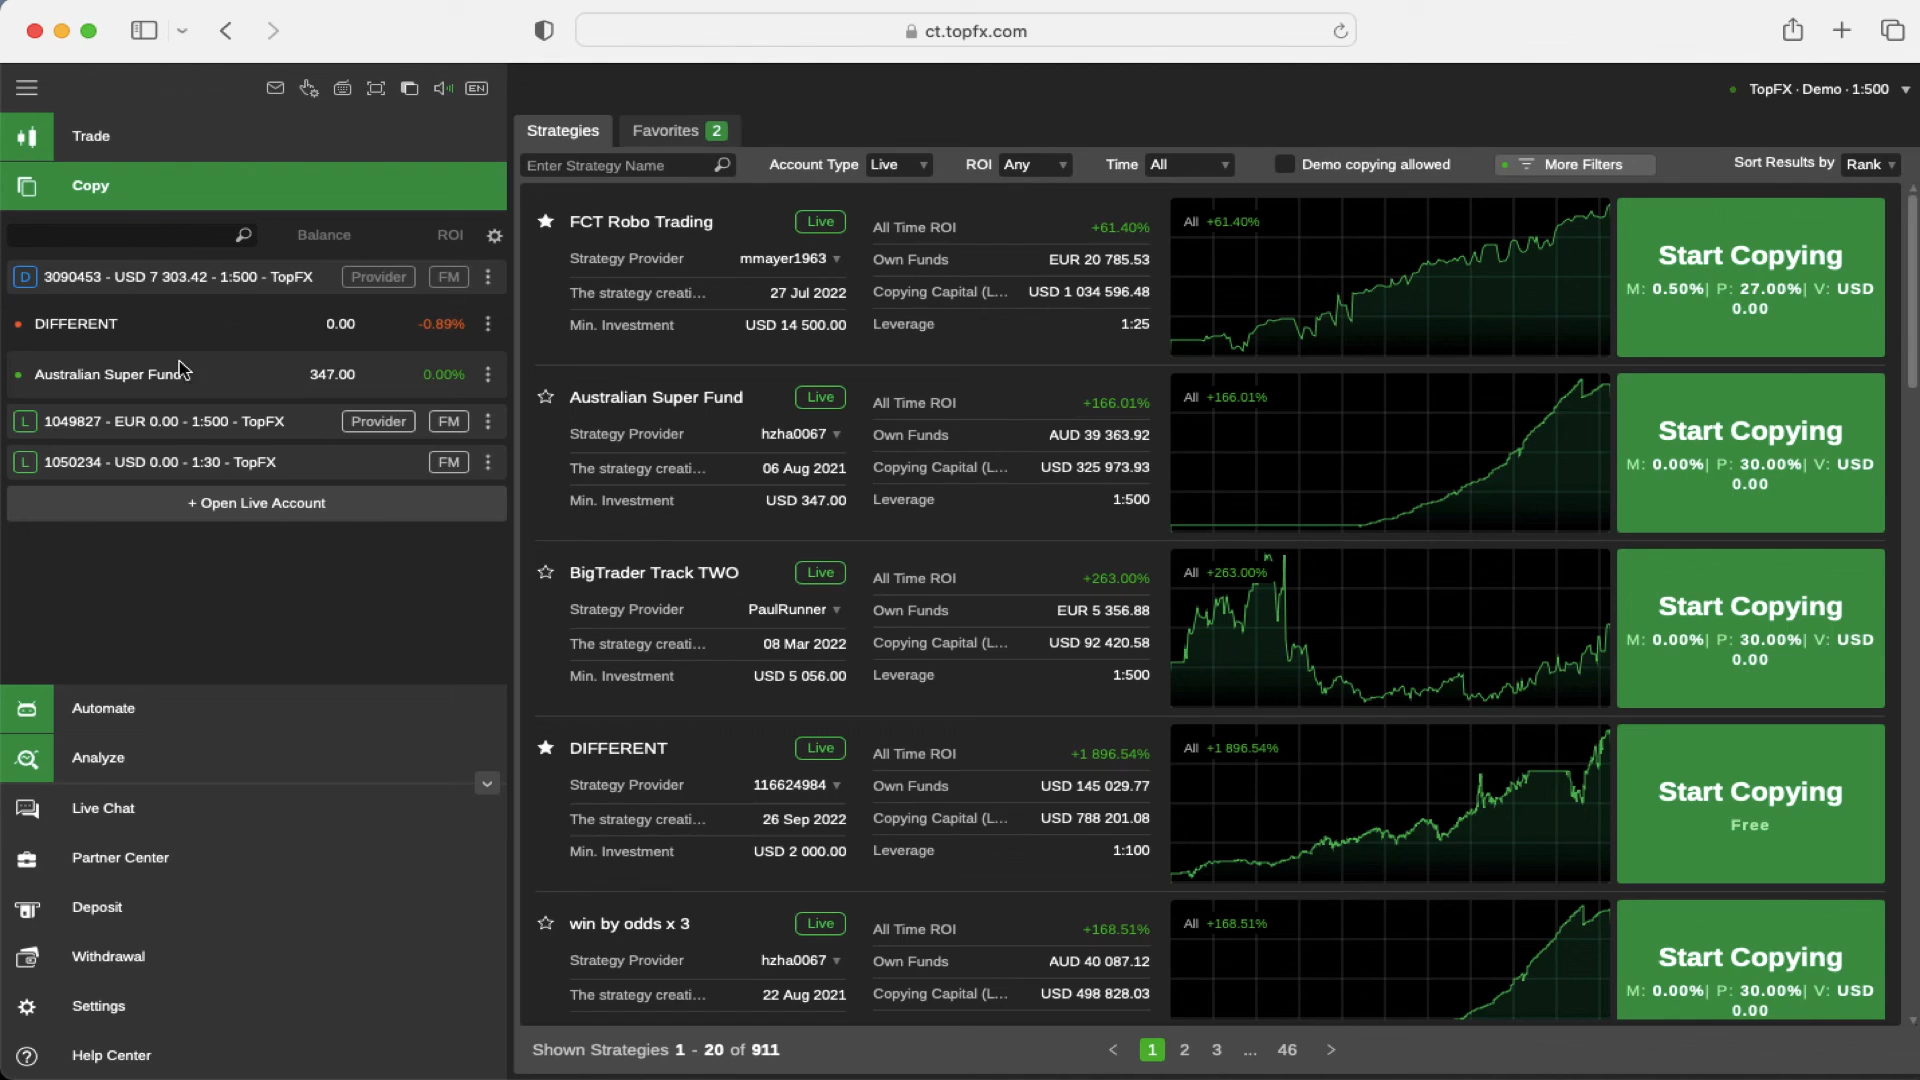 ct.topfx.com
EN
TopFX · Demo · 1:500
Trade
Copy
Balance ROI
D 3090453 - USD 7 303.42 - 1:500 - TopFX Provider FM
DIFFERENT 0.00 -0.89%
Australian Super Fund 347.00 0.00%
L 1049827 - EUR 0.00 - 1:500 - TopFX Provider FM
L 1050234 - USD 0.00 - 1:30 - TopFX FM
+ Open Live Account
Automate
Analyze
Live Chat
Partner Center
Deposit
Withdrawal
Settings
Help Center
Strategies Favorites 2
Enter Strategy Name Account Type Live ROI Any Time All Demo copying allowed More Filters Sort Results by Rank
FCT Robo Trading Live
Strategy Provider mmayer1963
The strategy creati... 27 Jul 2022
Min. Investment USD 14 500.00
All Time ROI +61.40%
Own Funds EUR 20 785.53
Copying Capital (L... USD 1 034 596.48
Leverage 1:25
All +61.40%
Start Copying
M: 0.50%| P: 27.00%| V: USD
0.00
Australian Super Fund Live
Strategy Provider hzha0067
The strategy creati... 06 Aug 2021
Min. Investment USD 347.00
All Time ROI +166.01%
Own Funds AUD 39 363.92
Copying Capital (L... USD 325 973.93
Leverage 1:500
All +166.01%
Start Copying
M: 0.00%| P: 30.00%| V: USD
0.00
BigTrader Track TWO Live
Strategy Provider PaulRunner
The strategy creati... 08 Mar 2022
Min. Investment USD 5 056.00
All Time ROI +263.00%
Own Funds EUR 5 356.88
Copying Capital (L... USD 92 420.58
Leverage 1:500
All +263.00%
Start Copying
M: 0.00%| P: 30.00%| V: USD
0.00
DIFFERENT Live
Strategy Provider 116624984
The strategy creati... 26 Sep 2022
Min. Investment USD 2 000.00
All Time ROI +1 896.54%
Own Funds USD 145 029.77
Copying Capital (L... USD 788 201.08
Leverage 1:100
All +1 896.54%
Start Copying
Free
win by odds x 3 Live
Strategy Provider hzha0067
The strategy creati... 22 Aug 2021
All Time ROI +168.51%
Own Funds AUD 40 087.12
Copying Capital (L... USD 498 828.03
All +168.51%
Start Copying
M: 0.00%| P: 30.00%| V: USD
0.00
Shown Strategies 1 - 20 of 911
< 1 2 3 ... 46 >